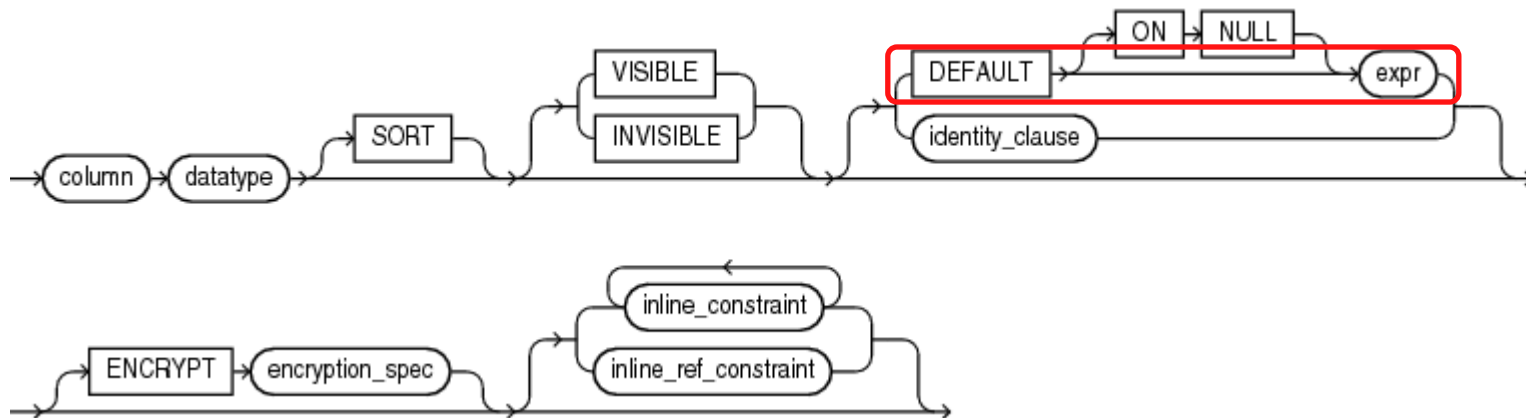 ON NULL
VISIBLE DEFAULT expr
SORT INVISIBLE identity_clause
column datatype
inline_constraint
ENCRYPT encryption_spec inline_ref_constraint